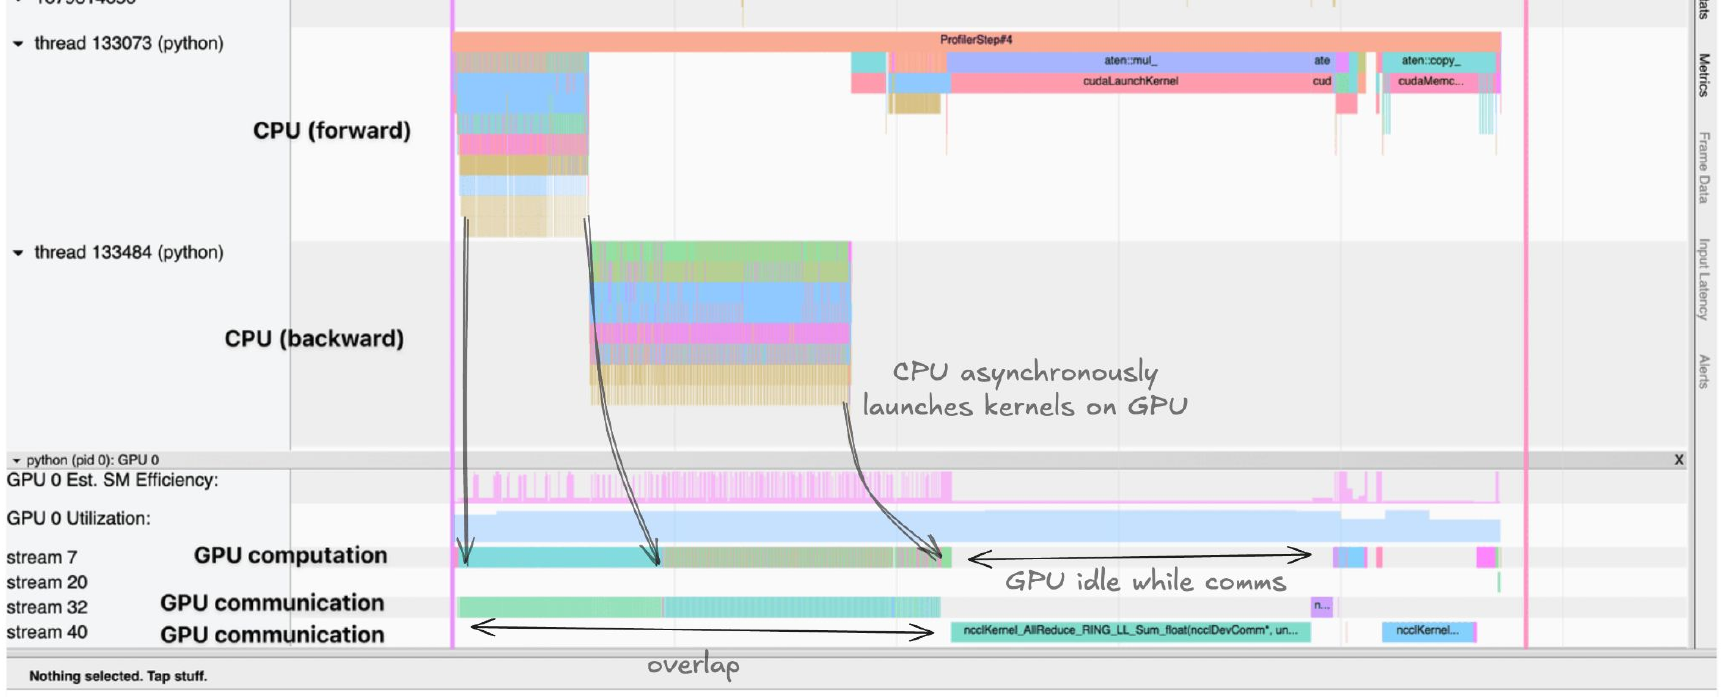 thread 133073 (python)
ProfilerStep#4
aten::mul_
ate
aten::copy_
cudaLaunchKernel
cud
cudaMemc...
CPU (forward)
thread 133484 (python)
CPU (backward)
CPU asynchronously
launches kernels on GPU
python (pid 0): GPU 0
X
GPU 0 Est. SM Efficiency:
GPU 0 Utilization:
stream 7
GPU computation
GPU idle while comms
stream 20
stream 32
GPU communication
n...
stream 40
GPU communication
ncclKernel_AllReduce_RING_LL_Sum_float(ncclDevComm*, un...
ncclKernel...
overlap
Nothing selected. Tap stuff.
Metrics
Frame Data
Input Latency
Alerts